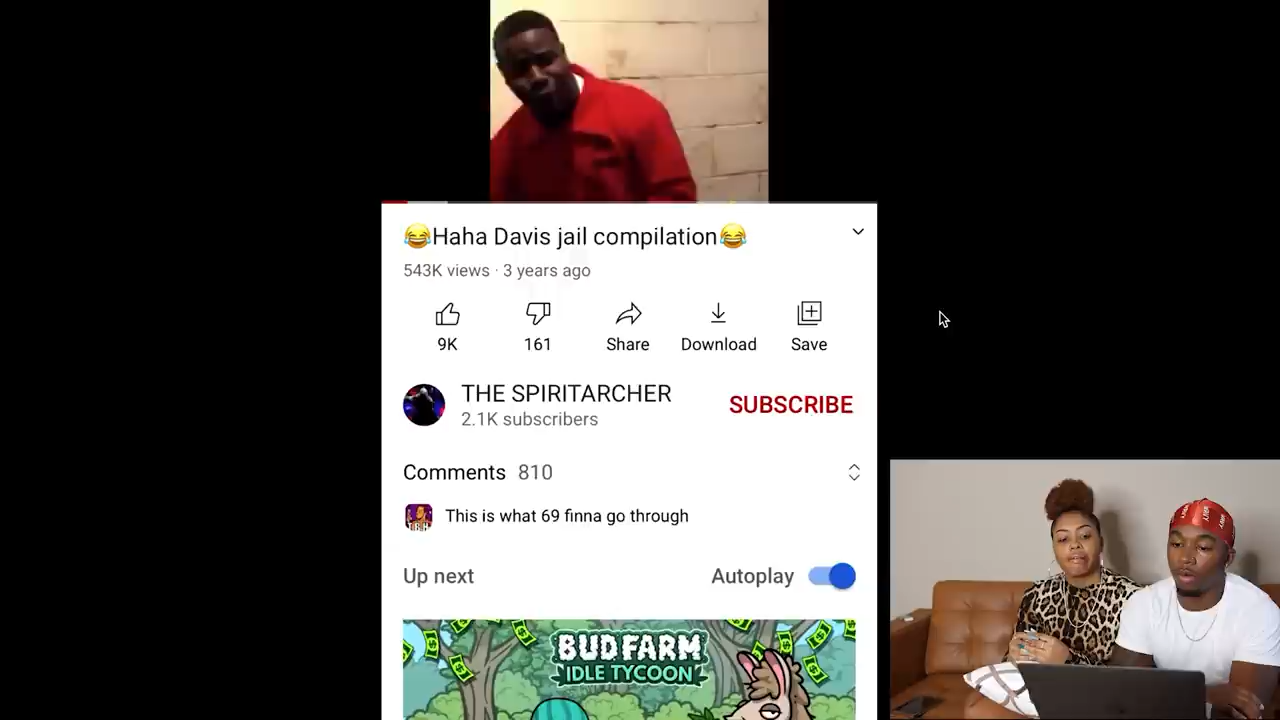 😂Haha Davis jail compilation😂
543K views · 3 years ago
9K
161
Share
Download
Save
THE SPIRITARCHER
2.1K subscribers
SUBSCRIBE
Comments 810
This is what 69 finna go through
Up next
Autoplay
BUD FARM
IDLE TYCOON